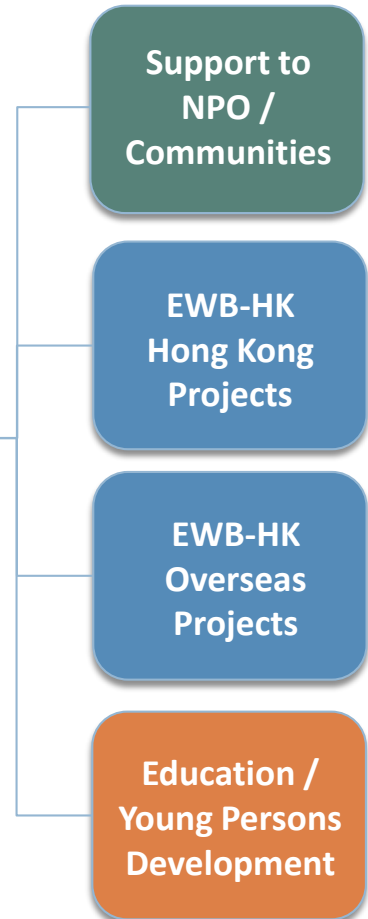 Support to
NPO /
Communities
EWB-HK
Hong Kong
Projects
EWB-HK
Overseas
Projects
Education /
Young Persons
Development